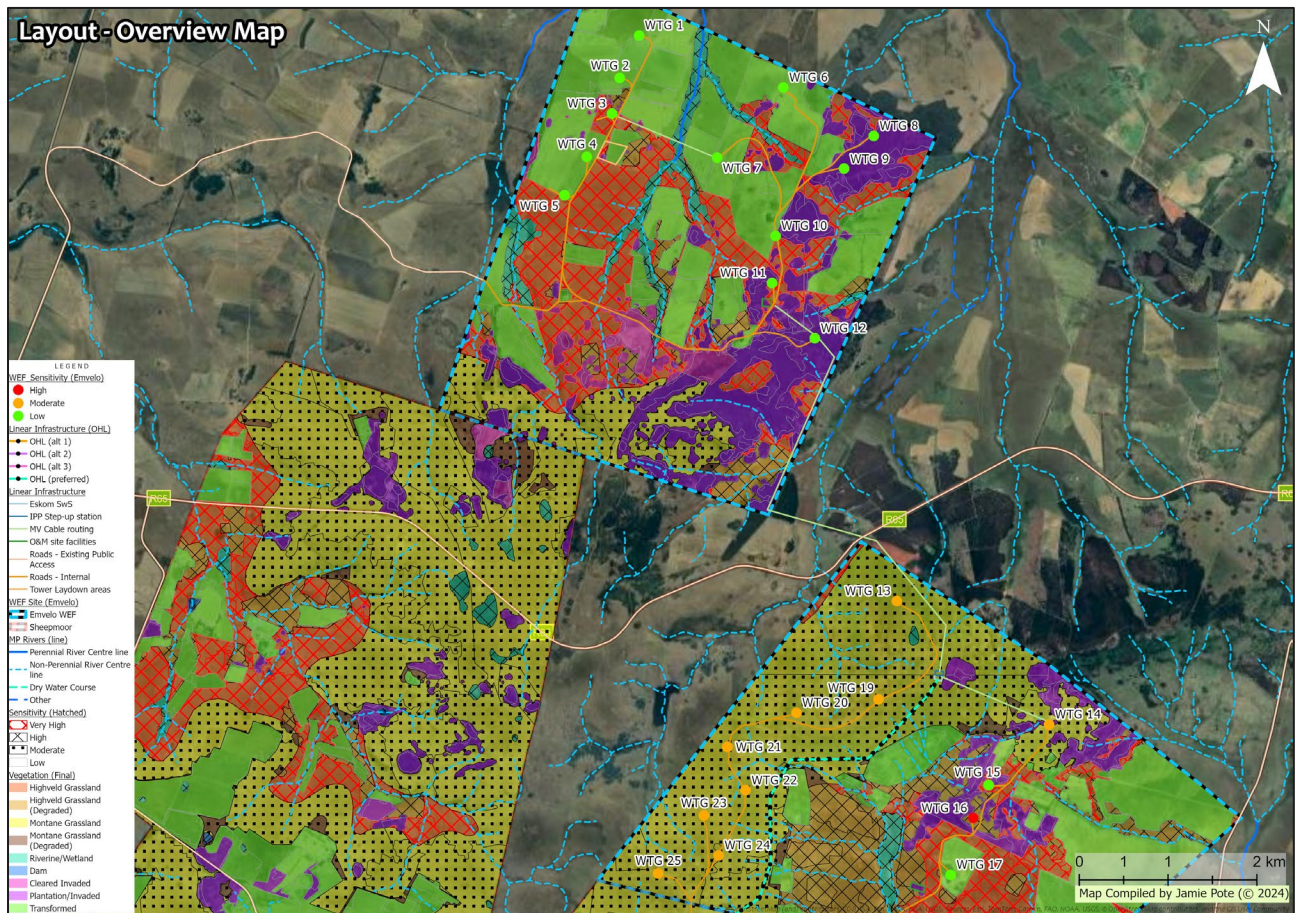 Layout - Overview Map
N
WTG 1
WTG 2
WTG 6
WTG 3
WTG 8
WTG 4
WTG 7
WTG 9
WTG 5
WTG 10
WTG 11
WTG 12
R65
R65
WTG 13
WTG 19
WTG 20
WTG 14
WTG 21
WTG 22
WTG 15
WTG 23
WTG 16
WTG 24
WTG 25
WTG 17
LEGEND
WEF Sensitivity (Emvelo)
High
Moderate
Low
Linear Infrastructure (OHL)
OHL (alt 1)
OHL (alt 2)
OHL (alt 3)
OHL (preferred)
Linear Infrastructure
Eskom SwS
IPP Step-up station
MV Cable routing
O&M site facilities
Roads - Existing Public
Access
Roads - Internal
Tower Laydown areas
WEF Site (Emvelo)
Emvelo WEF
Sheepmoor
MP Rivers (line)
Perennial River Centre line
Non-Perennial River Centre
line
Dry Water Course
Other
Sensitivity (Hatched)
Very High
High
Moderate
Low
Vegetation (Final)
Highveld Grassland
Highveld Grassland
(Degraded)
Montane Grassland
Montane Grassland
(Degraded)
Riverine/Wetland
Dam
Cleared Invaded
Plantation/Invaded
Transformed
0 1 1 2 km
Map Compiled by Jamie Pote (© 2024)